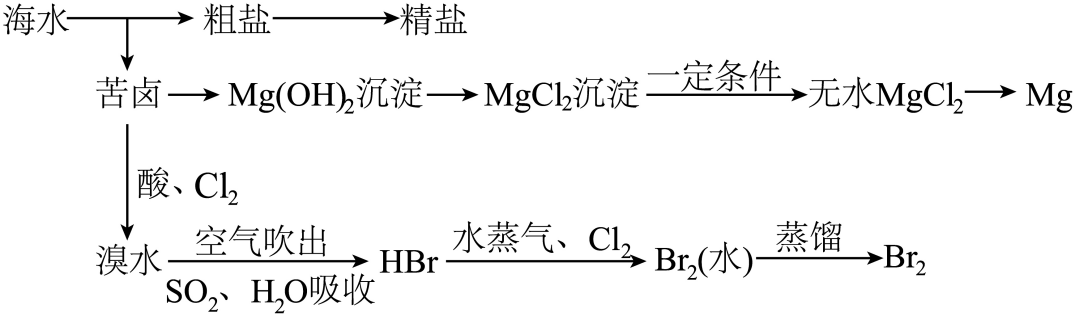 海水 粗盐 精盐
一定条件
苦卤 Mg(OH)₂沉淀 MgCl₂沉淀 无水MgCl₂ Mg
酸、Cl₂
空气吹出 水蒸气、Cl₂ 蒸馏
溴水 HBr Br₂(水) Br₂
SO₂、H₂O吸收